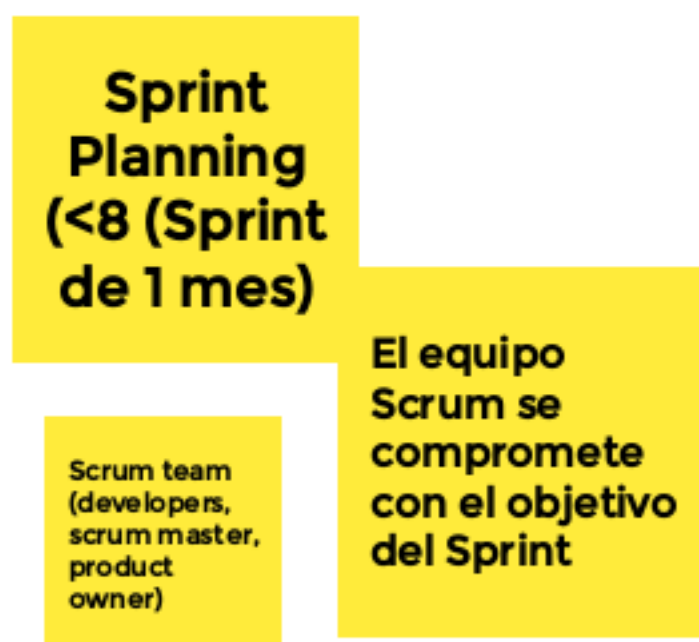 Sprint
Planning
(<8 (Sprint
de 1 mes)
El equipo
Scrum se
compromete
con el objetivo
del Sprint
Scrum team
(developers,
scrum master,
product
owner)